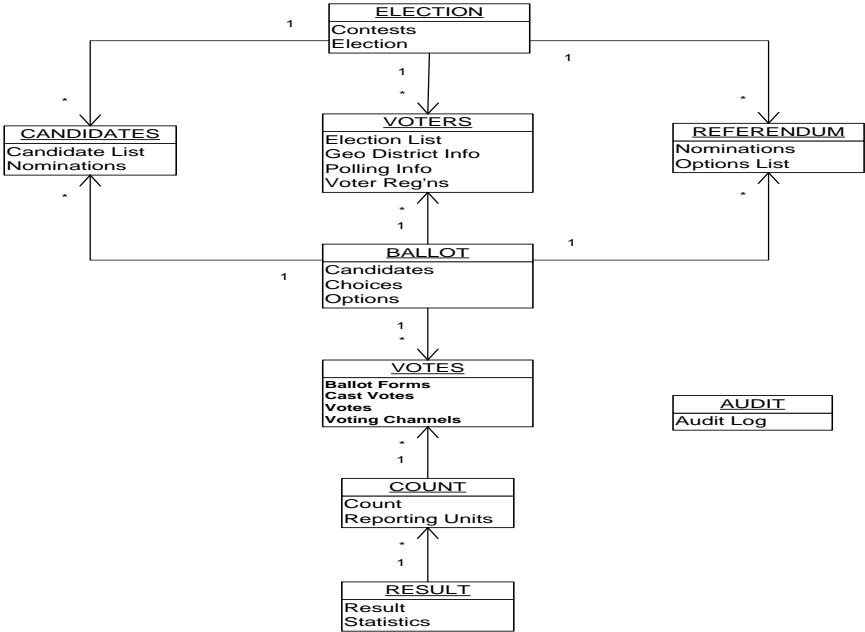 ELECTION
Contests
Election
1
1
1
*
*
*
CANDIDATES
Candidate List
Nominations
VOTERS
Election List
Geo District Info
Polling Info
Voter Reg'ns
REFERENDUM
Nominations
Options List
*
*
*
1
1
1
BALLOT
Candidates
Choices
Options
1
*
VOTES
Ballot Forms
Cast Votes
Votes
Voting Channels
AUDIT
Audit Log
*
1
COUNT
Count
Reporting Units
*
1
RESULT
Result
Statistics